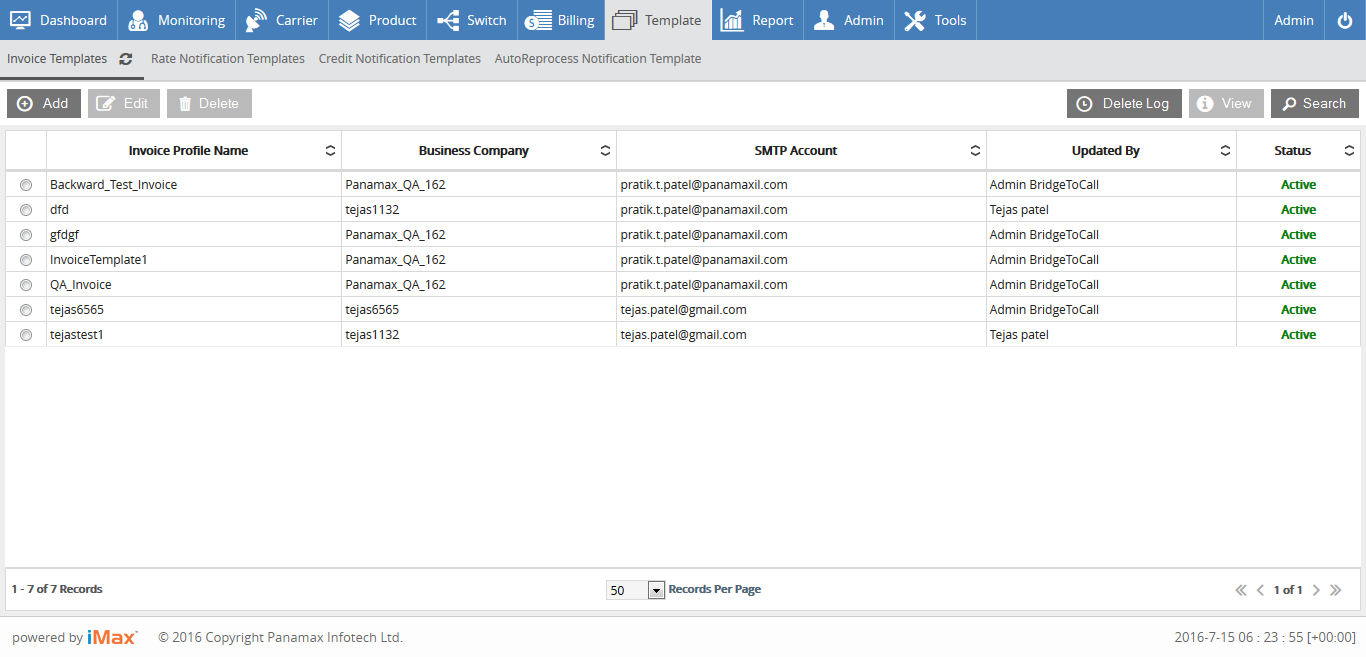 Dashboard Monitoring Carrier Product Switch Billing Template Report Admin Tools Admin
Invoice Templates Rate Notification Templates Credit Notification Templates AutoReprocess Notification Template
Add Edit Delete Delete Log View Search
Invoice Profile Name Business Company SMTP Account Updated By Status
Backward_Test_Invoice Panamax_QA_162 pratik.t.patel@panamaxil.com Admin BridgeToCall Active
dfd tejas1132 pratik.t.patel@panamaxil.com Tejas patel Active
gfdgf Panamax_QA_162 pratik.t.patel@panamaxil.com Admin BridgeToCall Active
InvoiceTemplate1 Panamax_QA_162 pratik.t.patel@panamaxil.com Admin BridgeToCall Active
QA_Invoice Panamax_QA_162 pratik.t.patel@panamaxil.com Admin BridgeToCall Active
tejas6565 tejas6565 tejas.patel@gmail.com Admin BridgeToCall Active
tejastest1 tejas1132 tejas.patel@gmail.com Tejas patel Active
1 - 7 of 7 Records 50 Records Per Page 1 of 1
powered by iMax © 2016 Copyright Panamax Infotech Ltd. 2016-7-15 06 : 23 : 55 [+00:00]